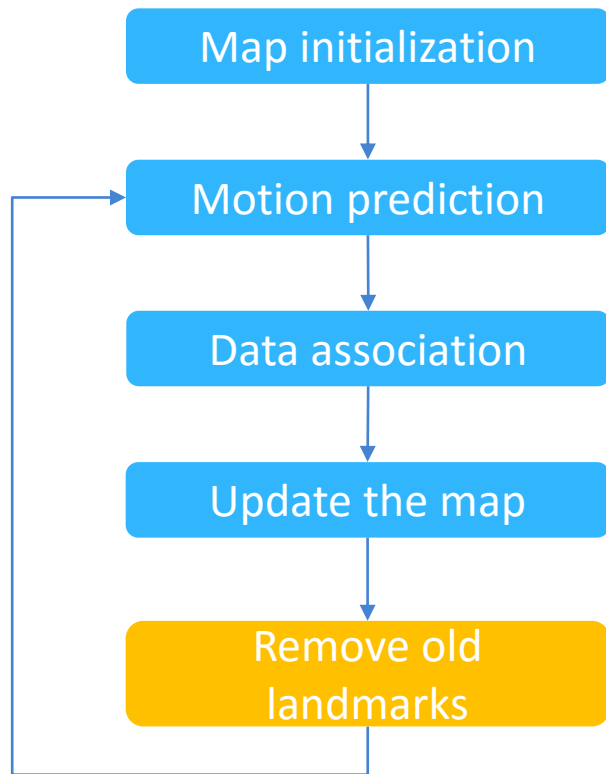 Map initialization
Motion prediction
Data association
Update the map
Remove old
landmarks